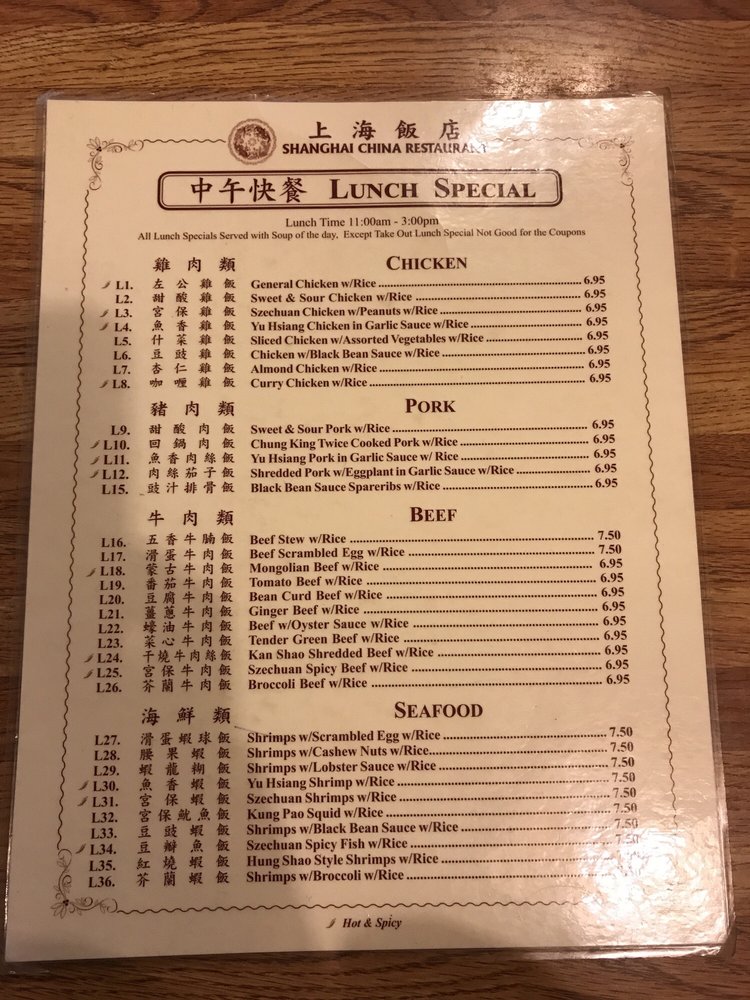 上海飯店
SHANGHAI CHINA RESTAURANT
中午快餐 LUNCH SPECIAL
Lunch Time 11:00am - 3:00pm
All Lunch Specials Served with Soup of the day, Except Take Out Lunch Special Not Good for the Coupons
雞肉類 CHICKEN
L1. 左公雞飯 General Chicken w/Rice 6.95
L2. 甜酸雞飯 Sweet & Sour Chicken w/Rice 6.95
L3. 宮保雞飯 Szechuan Chicken w/Peanuts w/Rice 6.95
L4. 魚香雞飯 Yu Hsiang Chicken in Garlic Sauce w/Rice 6.95
L5. 什菜雞飯 Sliced Chicken w/Assorted Vegetables w/Rice 6.95
L6. 豆豉雞飯 Chicken w/Black Bean Sauce w/Rice 6.95
L7. 杏仁雞飯 Almond Chicken w/Rice 6.95
L8. 咖喱雞飯 Curry Chicken w/Rice 6.95
豬肉類 PORK
L9. 甜酸肉飯 Sweet & Sour Pork w/Rice 6.95
L10. 回鍋肉飯 Chung King Twice Cooked Pork w/Rice 6.95
L11. 魚香肉絲飯 Yu Hsiang Pork in Garlic Sauce w/ Rice 6.95
L12. 肉絲茄子飯 Shredded Pork w/Eggplant in Garlic Sauce w/Rice 6.95
L15. 豉汁排骨飯 Black Bean Sauce Spareribs w/Rice 6.95
牛肉類 BEEF
L16. 五香牛腩飯 Beef Stew w/Rice 7.50
L17. 滑蛋牛肉飯 Beef Scrambled Egg w/Rice 7.50
L18. 蒙古牛肉飯 Mongolian Beef w/Rice 6.95
L19. 番茄牛肉飯 Tomato Beef w/Rice 6.95
L20. 豆腐牛肉飯 Bean Curd Beef w/Rice 6.95
L21. 薑蔥牛肉飯 Ginger Beef w/Rice 6.95
L22. 蠔油牛肉飯 Beef w/Oyster Sauce w/Rice 6.95
L23. 菜心牛肉飯 Tender Green Beef w/Rice 6.95
L24. 干燒牛肉絲飯 Kan Shao Shredded Beef w/Rice 6.95
L25. 宮保牛肉飯 Szechuan Spicy Beef w/Rice 6.95
L26. 芥蘭牛肉飯 Broccoli Beef w/Rice 6.95
海鮮類 SEAFOOD
L27. 滑蛋蝦球飯 Shrimps w/Scrambled Egg w/Rice 7.50
L28. 腰果蝦飯 Shrimps w/Cashew Nuts w/Rice 7.50
L29. 蝦龍糊飯 Shrimps w/Lobster Sauce w/Rice 7.50
L30. 魚香蝦飯 Yu Hsiang Shrimp w/Rice 7.50
L31. 宮保蝦飯 Szechuan Shrimps w/Rice 7.50
L32. 宮保魷魚飯 Kung Pao Squid w/Rice 7.50
L33. 豆豉蝦飯 Shrimps w/Black Bean Sauce w/Rice 7.50
L34. 豆瓣魚飯 Szechuan Spicy Fish w/Rice 7.50
L35. 紅燒蝦飯 Hung Shao Style Shrimps w/Rice
L36. 芥蘭蝦飯 Shrimps w/Broccoli w/Rice
Hot & Spicy